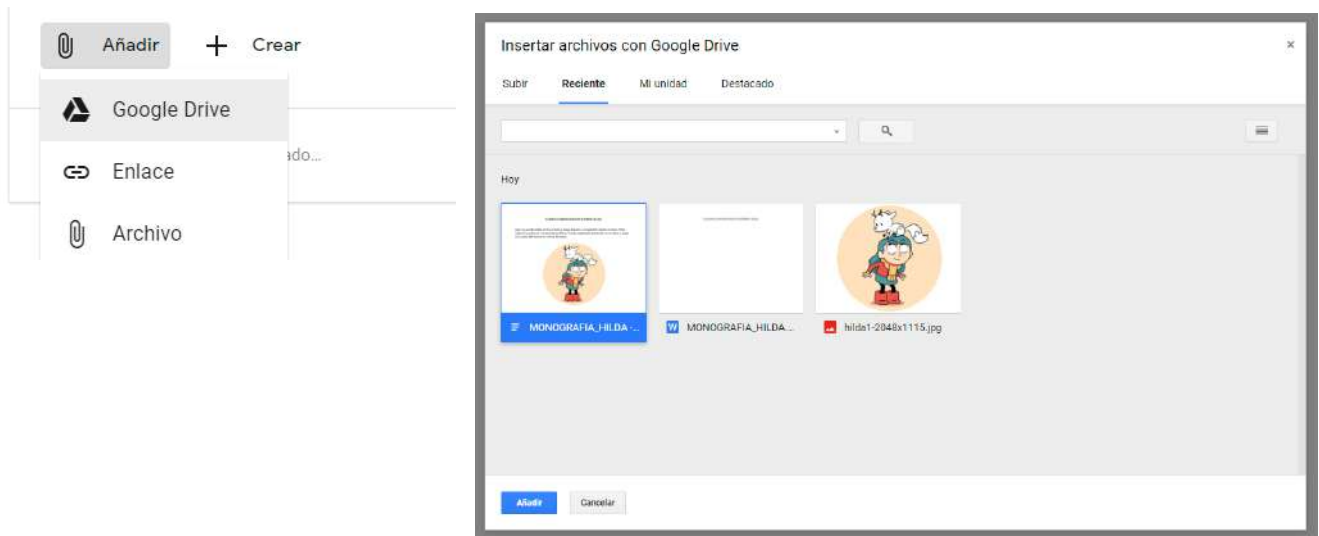 Añadir
Crear
Google Drive
Enlace
Archivo
ado...
Insertar archivos con Google Drive
Subir Reciente Mi unidad Destacado
Hoy
MONOGRAFIA_HILDA -...
MONOGRAFIA_HILDA...
hilda1-2048x1115.jpg
Añadir Cancelar